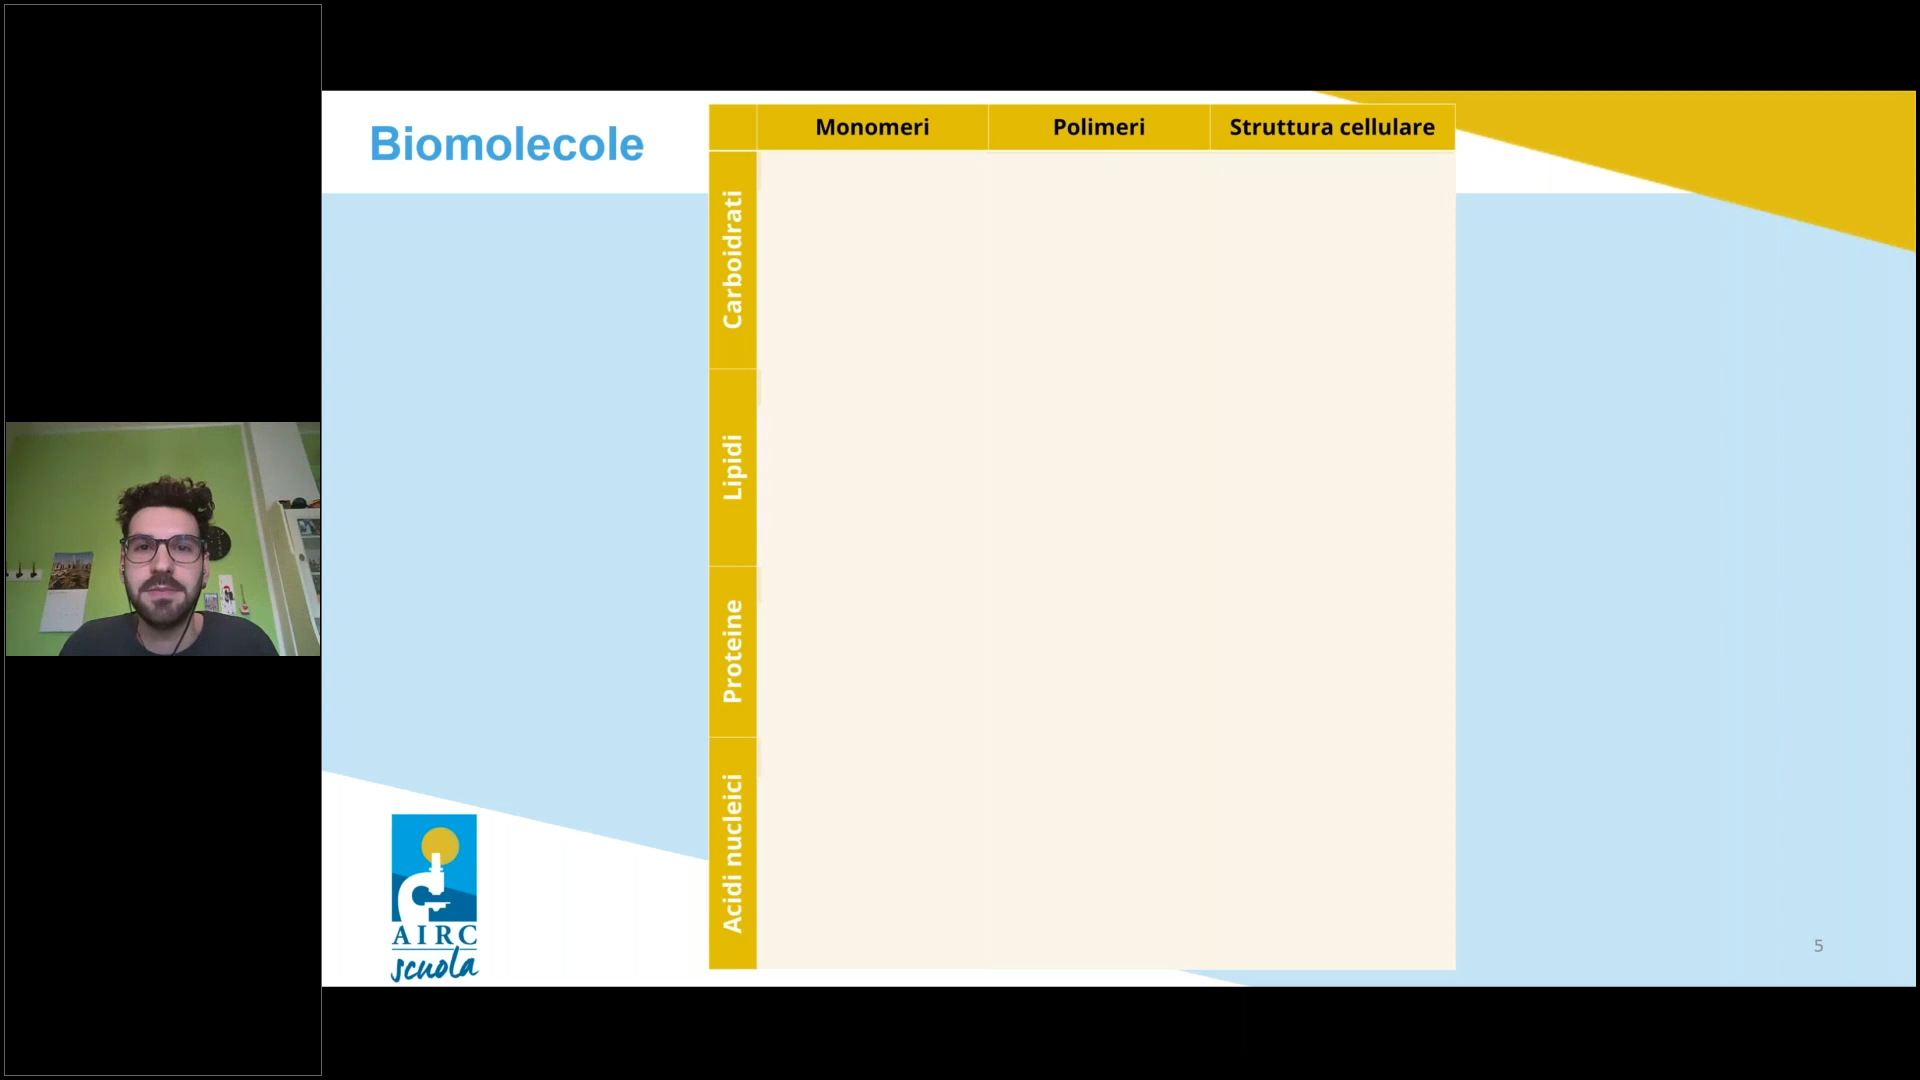 Biomolecole
Monomeri
Polimeri
Struttura cellulare
Carboidrati
Lipidi
Proteine
Acidi nucleici
AIRC
scuola
5